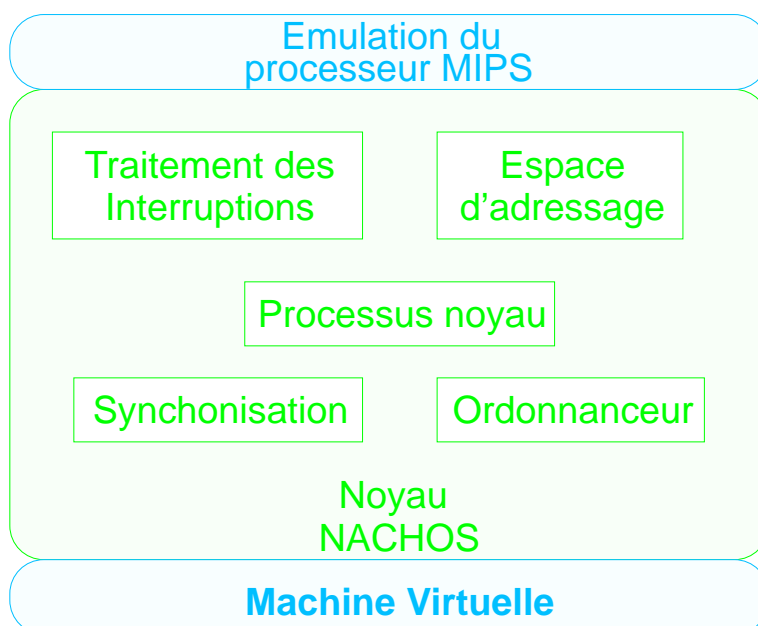 Emulation du
processeur MIPS
Traitement des
Interruptions
Espace
d'adressage
Processus noyau
Synchonisation
Ordonnanceur
Noyau
NACHOS
Machine Virtuelle